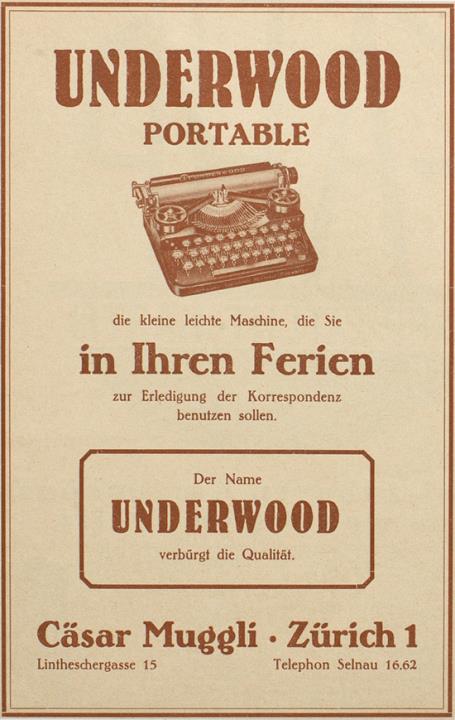 UNDERWOOD
PORTABLE
UNDERWOOD
die kleine leichte Maschine, die Sie
in Ihren Ferien
zur Erledigung der Korrespondenz
benutzen sollen.
Der Name
UNDERWOOD
verbürgt die Qualität.
Cäsar Muggli · Zürich 1
Lintheschergasse 15 Telephon Selnau 16.62